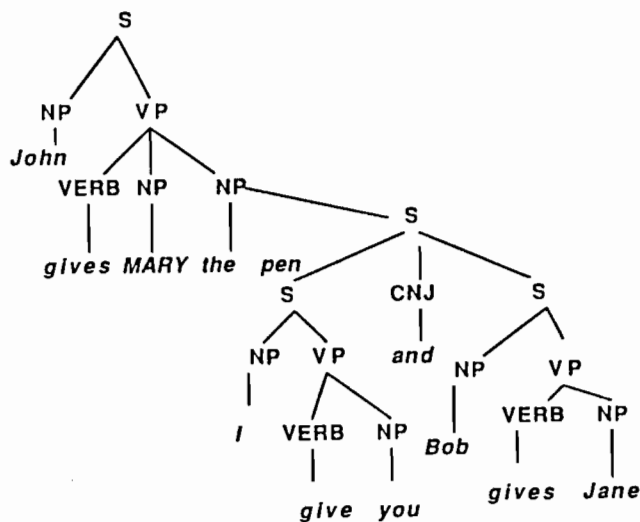 S
NP VP
John
VERB NP NP
S
gives MARY the pen
S CNJ S
NP VP and
NP VP
VERB NP
I VERB NP Bob
gives Jane
give you